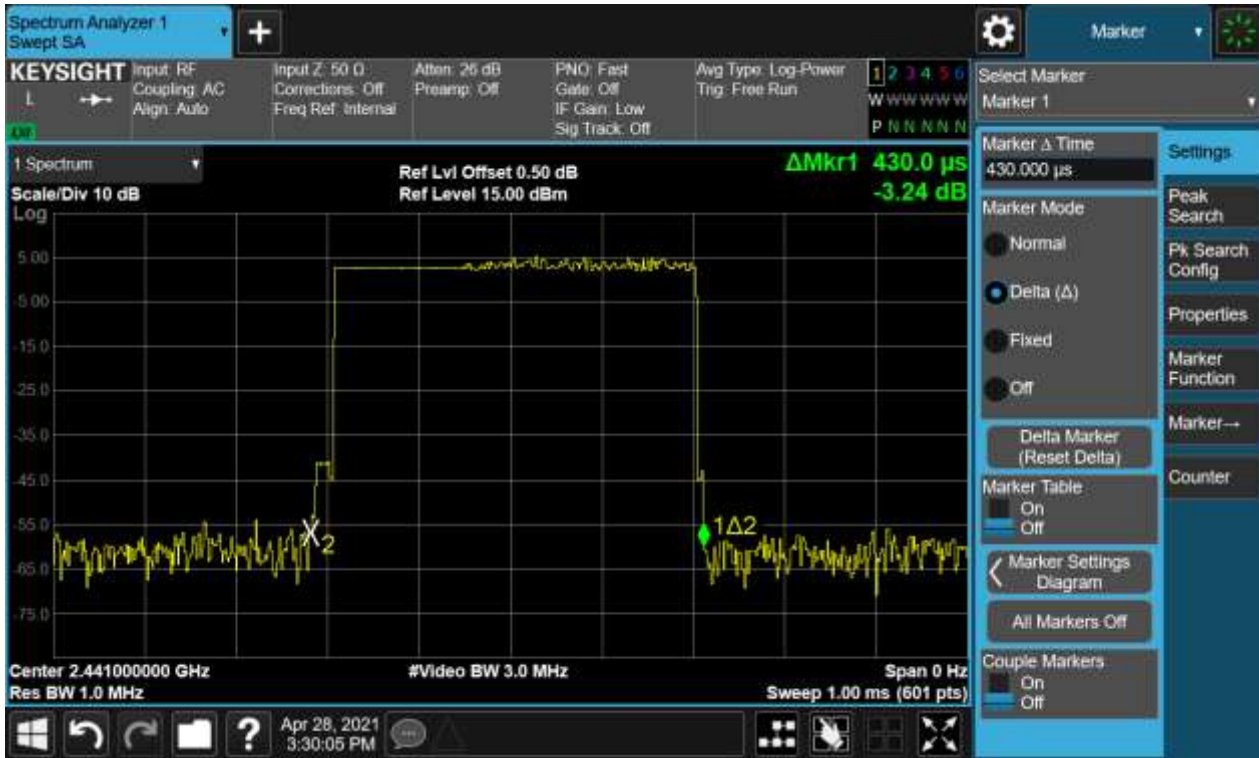 Spectrum Analyzer 1
Swept SA
+
Marker
KEYSIGHT
L
Input: RF
Coupling: AC
Align: Auto
Input Z: 50 Ω
Corrections: Off
Freq Ref: Internal
Atten: 26 dB
Preamp: Off
PNO: Fast
Gate: Off
IF Gain: Low
Sig Track: Off
Avg Type: Log-Power
Trig: Free Run
1 2 3 4 5 6
W W W W W W
P N N N N N
1 Spectrum
Scale/Div 10 dB
Ref Lvl Offset 0.50 dB
Ref Level 15.00 dBm
ΔMkr1 430.0 µs
-3.24 dB
Log
5.00
-5.00
-15.0
-25.0
-35.0
-45.0
-55.0
-65.0
-75.0
X2
1Δ2
Center 2.441000000 GHz
#Video BW 3.0 MHz
Span 0 Hz
Res BW 1.0 MHz
Sweep 1.00 ms (601 pts)
Select Marker
Marker 1
Marker Δ Time
430.000 µs
Marker Mode
Normal
Delta (Δ)
Fixed
Off
Delta Marker
(Reset Delta)
Marker Table
On
Off
Marker Settings
Diagram
All Markers Off
Couple Markers
On
Off
Settings
Peak
Search
Pk Search
Config
Properties
Marker
Function
Marker→
Counter
?
Apr 28, 2021
3:30:05 PM